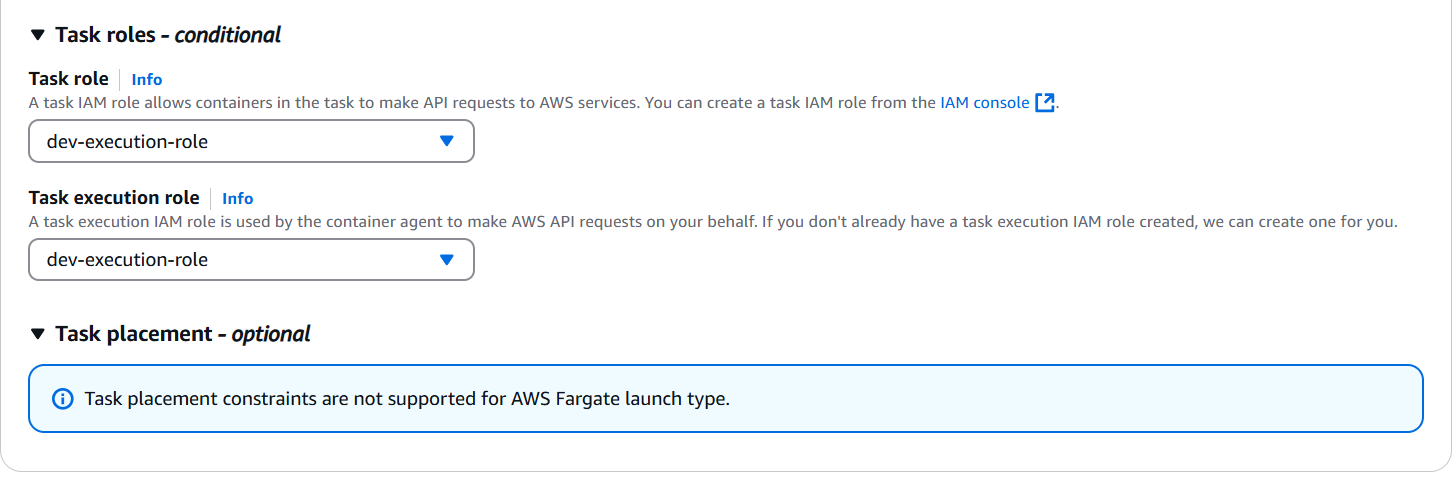 Task roles - conditional
Task role Info
A task IAM role allows containers in the task to make API requests to AWS services. You can create a task IAM role from the IAM console.
dev-execution-role
Task execution role Info
A task execution IAM role is used by the container agent to make AWS API requests on your behalf. If you don't already have a task execution IAM role created, we can create one for you.
dev-execution-role
Task placement - optional
Task placement constraints are not supported for AWS Fargate launch type.